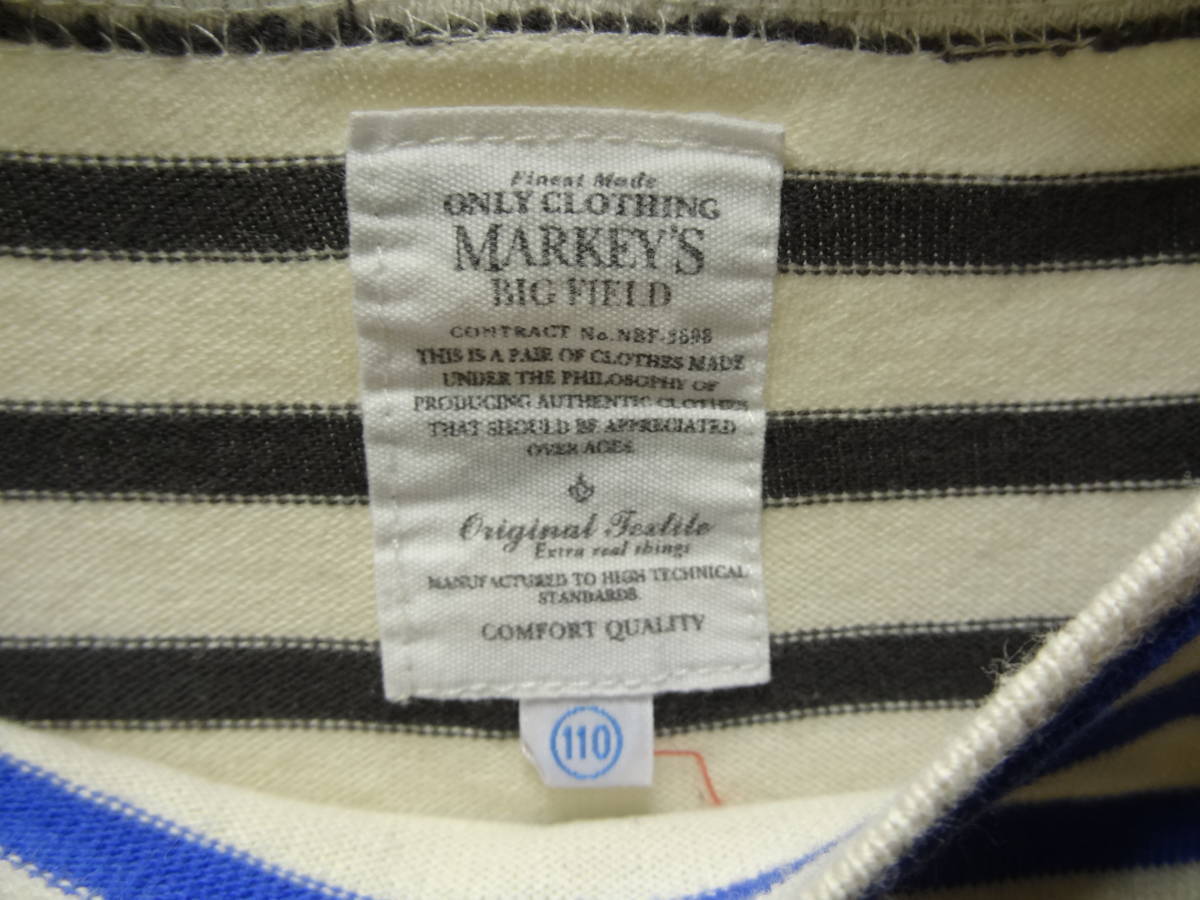 Finest Made
ONLY CLOTHING
MARKEY'S
BIG FIELD
CONTRACT No.NBF-5698
THIS IS A PAIR OF CLOTHES MADE
UNDER THE PHILOSOPHY OF
PRODUCING AUTHENTIC CLOTHES
THAT SHOULD BE APPRECIATED
OVER AGES.
Original Textile
Extra real things
MANUFACTURED TO HIGH TECHNICAL
STANDARDS.
COMFORT QUALITY
110